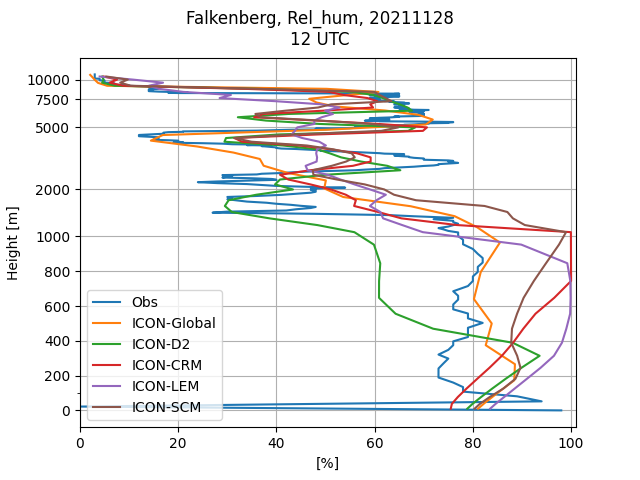 Falkenberg, Rel_hum, 20211128
12 UTC
10000
7500
5000
2000
1000
800
600
400
200
0
Height [m]
Obs
ICON-Global
ICON-D2
ICON-CRM
ICON-LEM
ICON-SCM
0 20 40 60 80 100
[%]